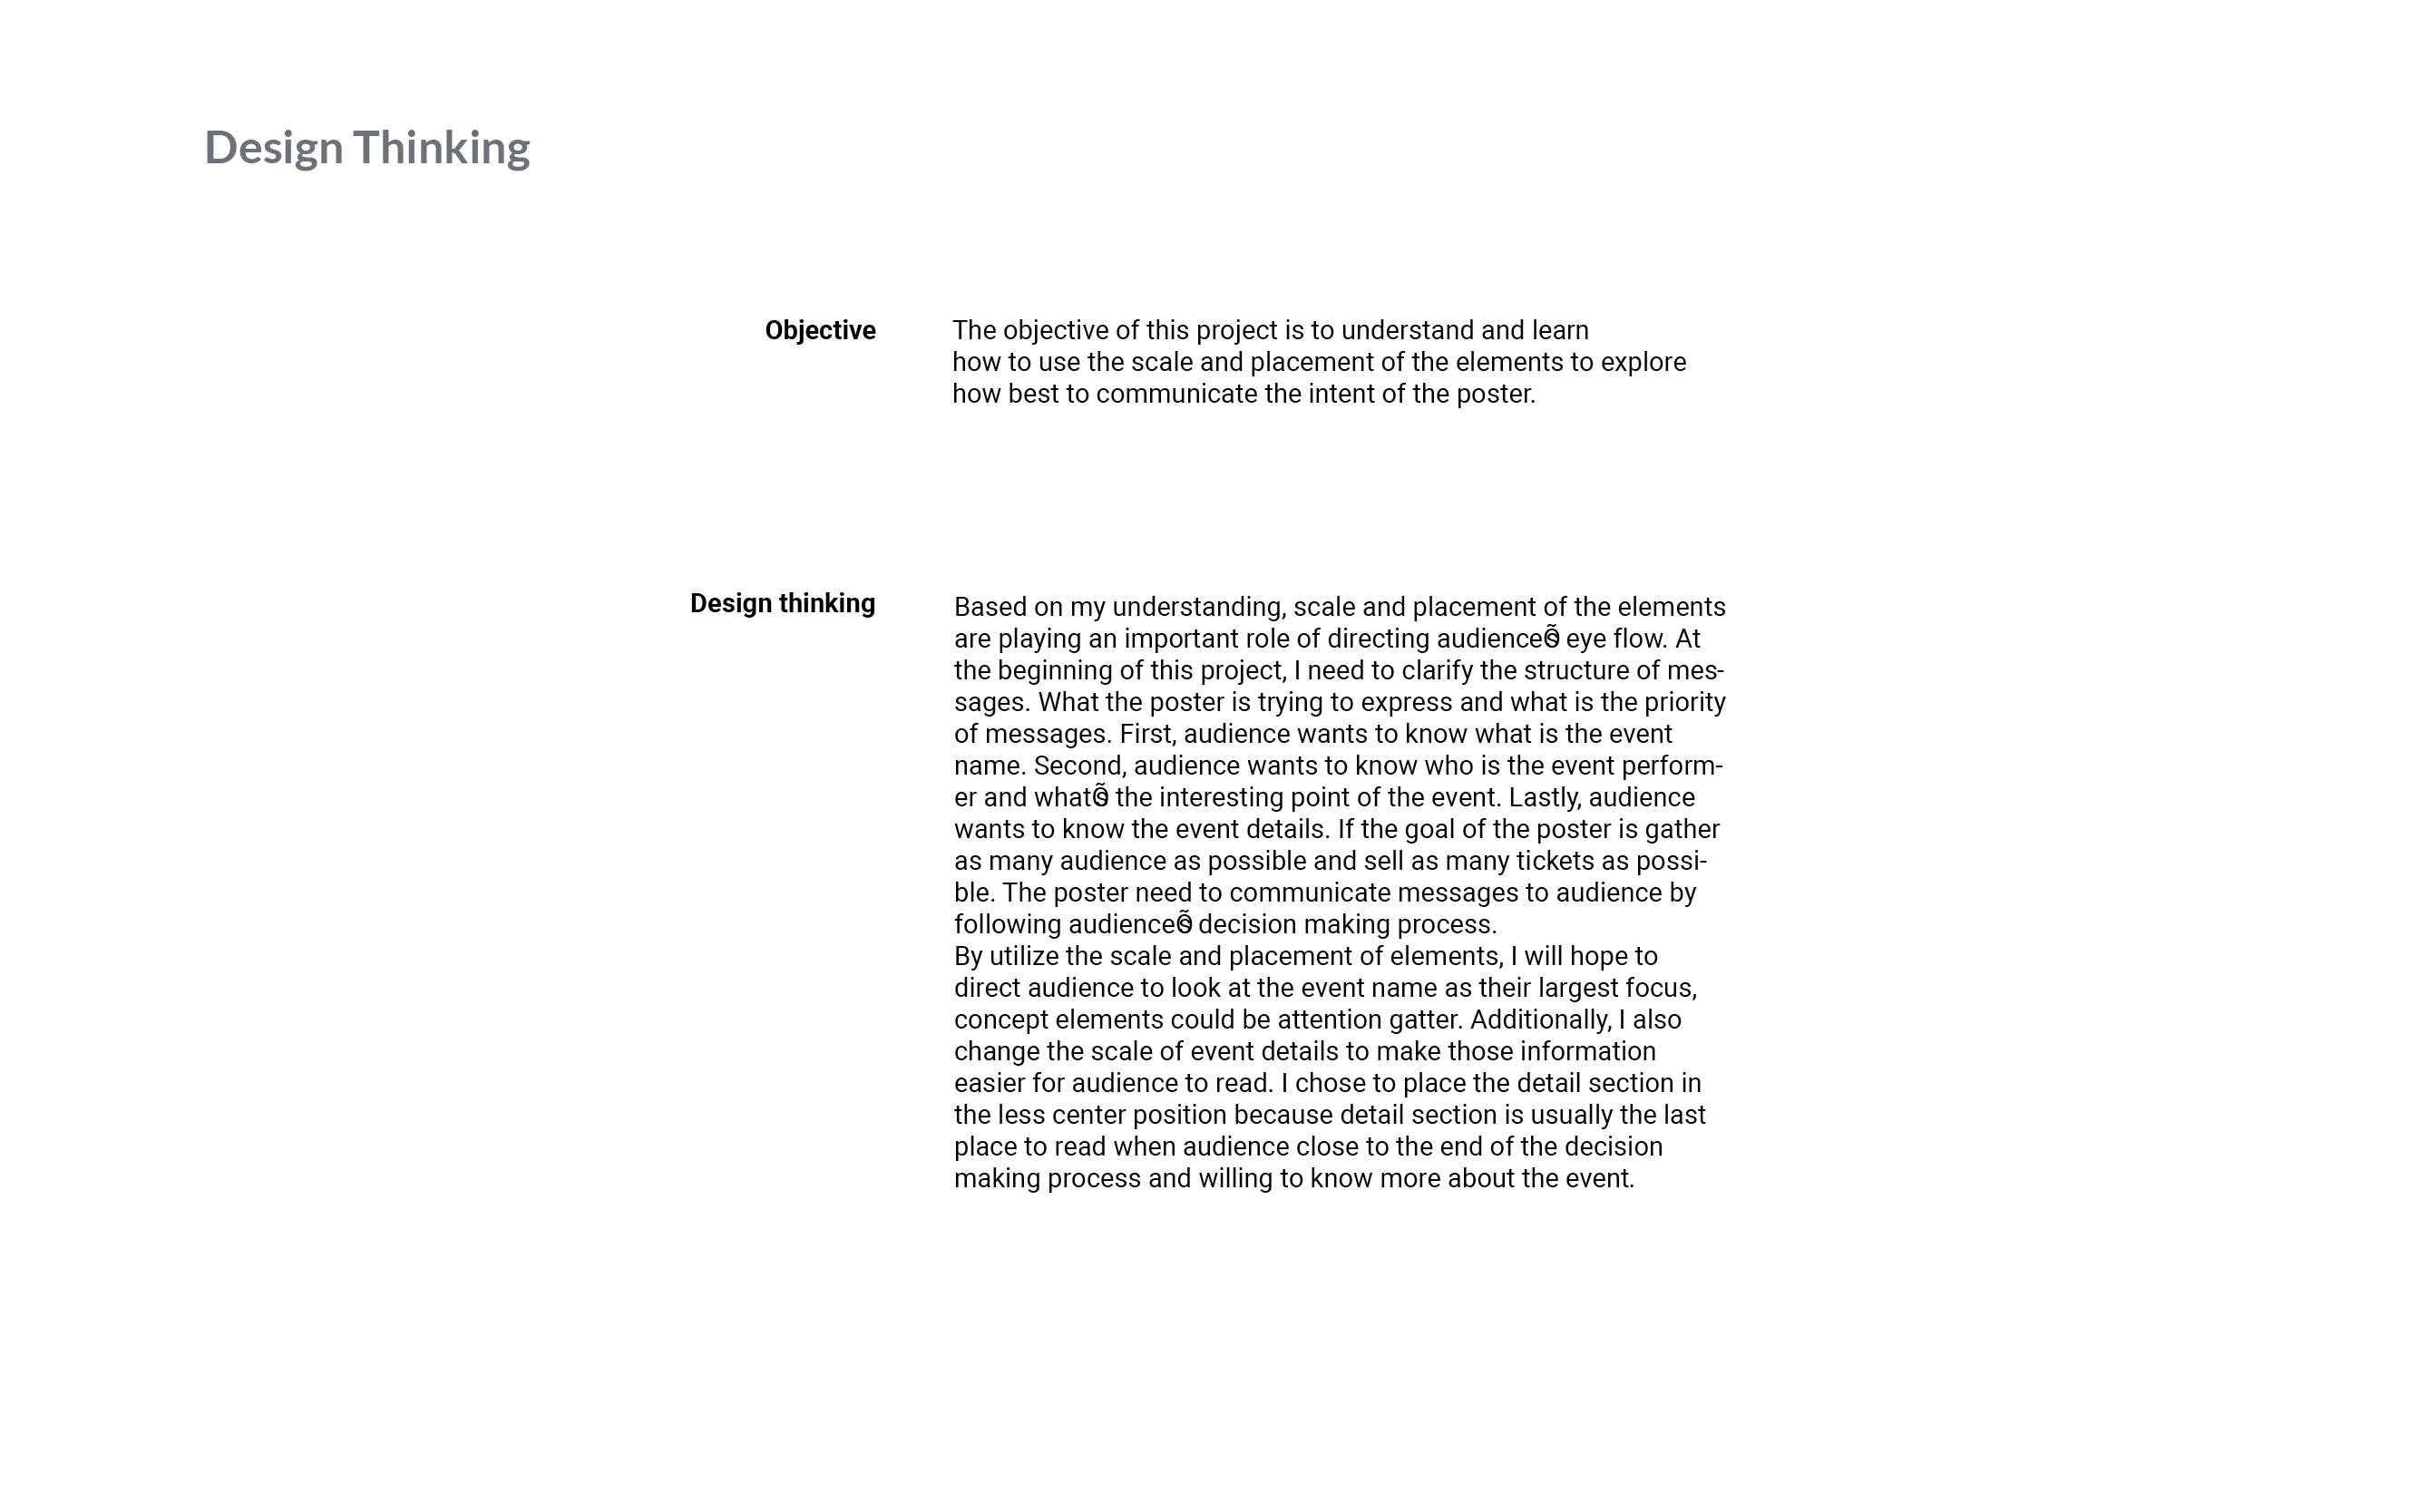 Design Thinking
Objective
The objective of this project is to understand and learn
how to use the scale and placement of the elements to explore
how best to communicate the intent of the poster.
Design thinking
Based on my understanding, scale and placement of the elements
are playing an important role of directing audienceÕs eye flow. At
the beginning of this project, I need to clarify the structure of mes-
sages. What the poster is trying to express and what is the priority
of messages. First, audience wants to know what is the event
name. Second, audience wants to know who is the event perform-
er and whatÕs the interesting point of the event. Lastly, audience
wants to know the event details. If the goal of the poster is gather
as many audience as possible and sell as many tickets as possi-
ble. The poster need to communicate messages to audience by
following audienceÕs decision making process.
By utilize the scale and placement of elements, I will hope to
direct audience to look at the event name as their largest focus,
concept elements could be attention gatter. Additionally, I also
change the scale of event details to make those information
easier for audience to read. I chose to place the detail section in
the less center position because detail section is usually the last
place to read when audience close to the end of the decision
making process and willing to know more about the event.